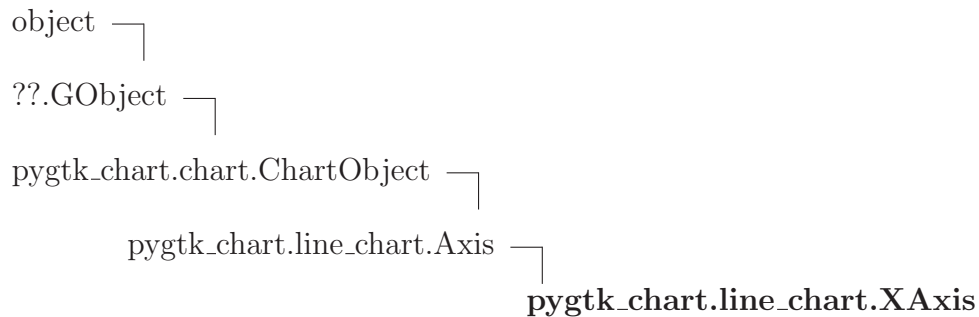 object
??.GObject
pygtk_chart.chart.ChartObject
pygtk_chart.line_chart.Axis
pygtk_chart.line_chart.XAxis